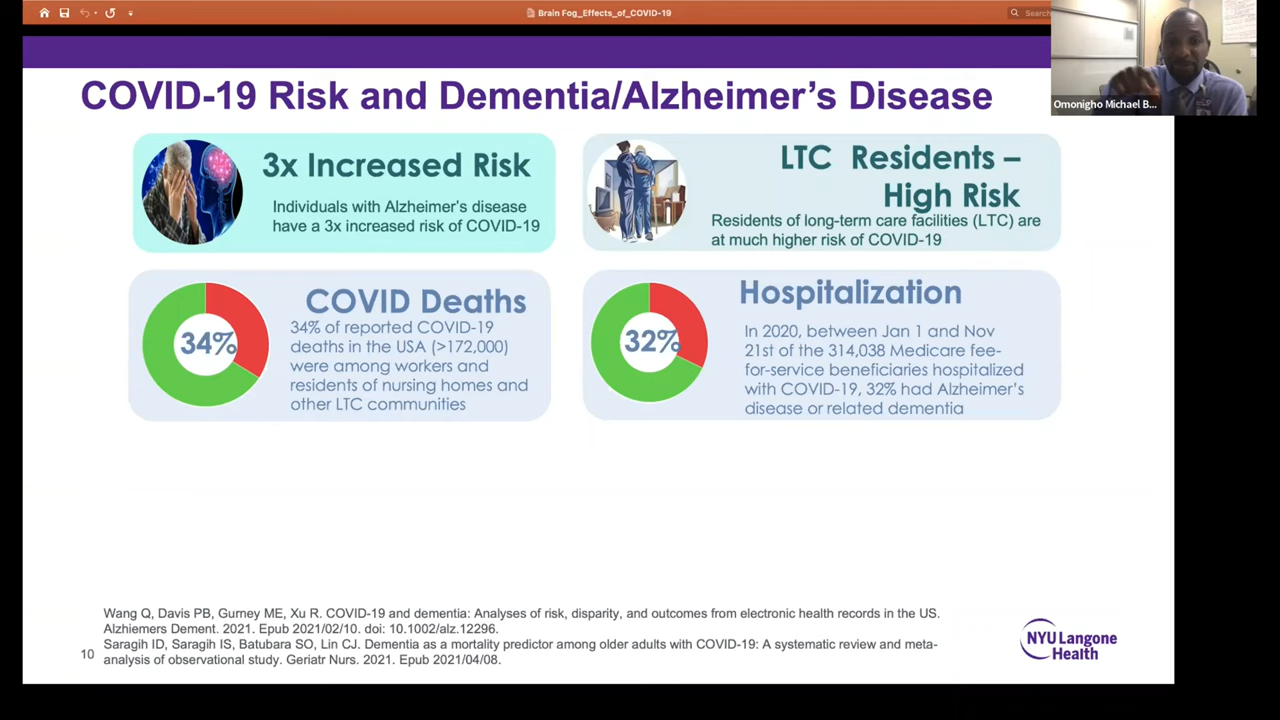 Brain Fog_Effects_of_COVID-19
Search
Omonigho Michael B...
COVID-19 Risk and Dementia/Alzheimer's Disease
3x Increased Risk
Individuals with Alzheimer's disease
have a 3x increased risk of COVID-19
LTC Residents –
High Risk
Residents of long-term care facilities (LTC) are
at much higher risk of COVID-19
34%
COVID Deaths
34% of reported COVID-19
deaths in the USA (>172,000)
were among workers and
residents of nursing homes and
other LTC communities
32%
Hospitalization
In 2020, between Jan 1 and Nov
21st of the 314,038 Medicare fee-
for-service beneficiaries hospitalized
with COVID-19, 32% had Alzheimer's
disease or related dementia
Wang Q, Davis PB, Gurney ME, Xu R. COVID-19 and dementia: Analyses of risk, disparity, and outcomes from electronic health records in the US.
Alzhiemers Dement. 2021. Epub 2021/02/10. doi: 10.1002/alz.12296.
Saragih ID, Saragih IS, Batubara SO, Lin CJ. Dementia as a mortality predictor among older adults with COVID-19: A systematic review and meta-
analysis of observational study. Geriatr Nurs. 2021. Epub 2021/04/08.
10
NYU Langone
Health